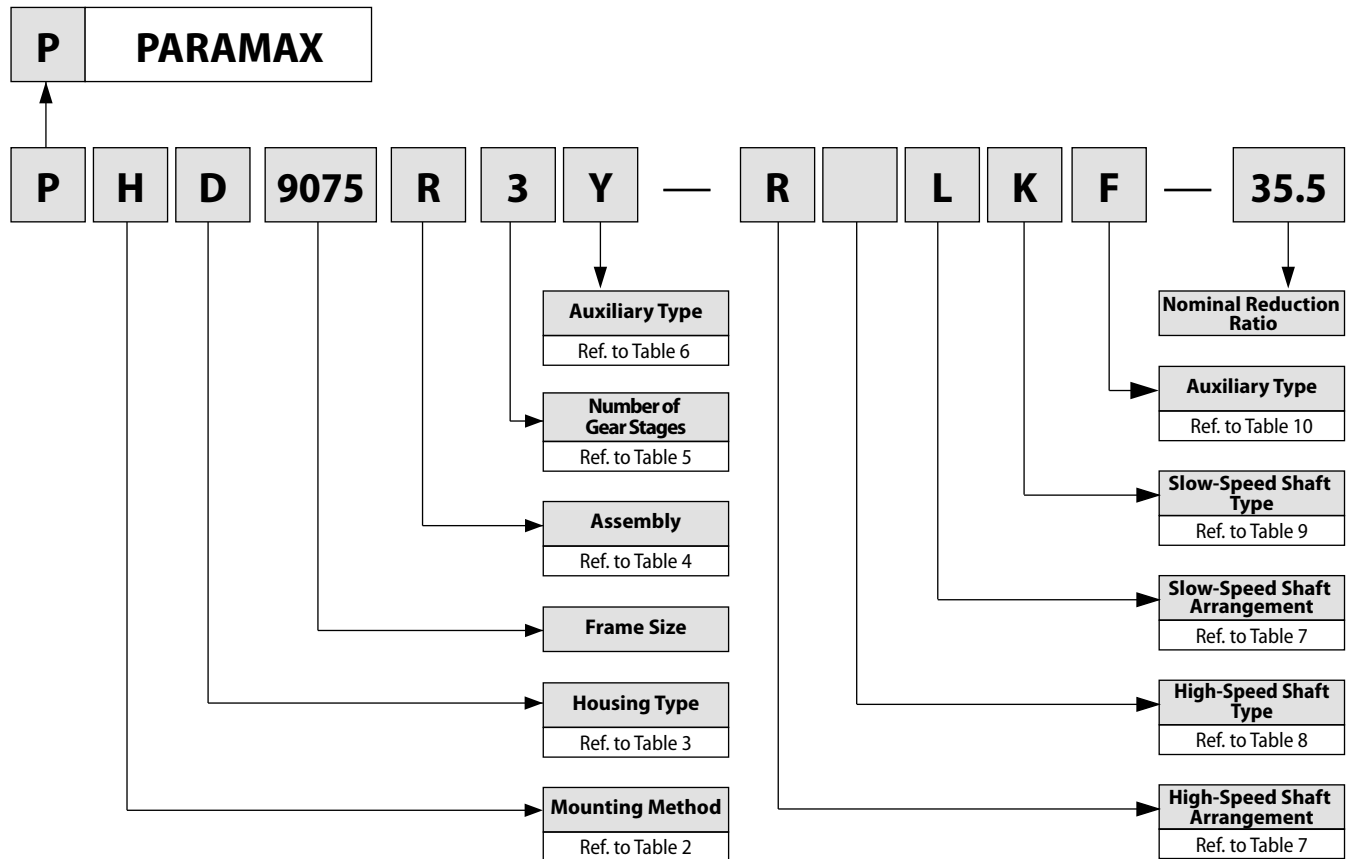 P PARAMAX
P H D 9075 R 3 Y — R L K F — 35.5
Auxiliary Type
Ref. to Table 6
Number of
Gear Stages
Ref. to Table 5
Assembly
Ref. to Table 4
Frame Size
Housing Type
Ref. to Table 3
Mounting Method
Ref. to Table 2
Nominal Reduction
Ratio
Auxiliary Type
Ref. to Table 10
Slow-Speed Shaft
Type
Ref. to Table 9
Slow-Speed Shaft
Arrangement
Ref. to Table 7
High-Speed Shaft
Type
Ref. to Table 8
High-Speed Shaft
Arrangement
Ref. to Table 7